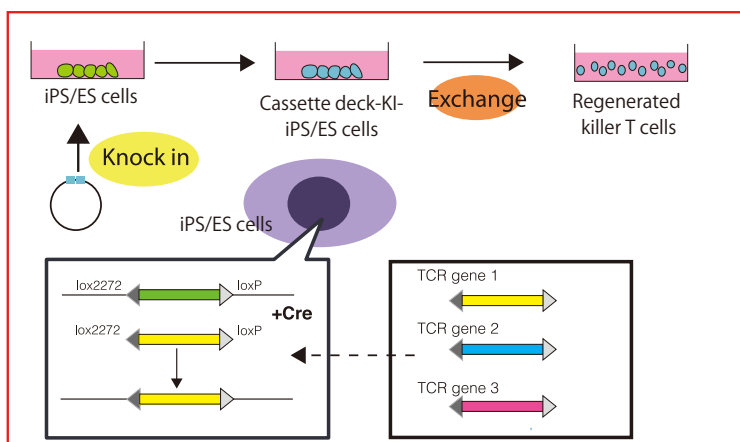 iPS/ES cells
Cassette deck-KI-
iPS/ES cells
Exchange
Regenerated
killer T cells
Knock in
iPS/ES cells
lox2272
loxP
+Cre
lox2272
loxP
TCR gene 1
TCR gene 2
TCR gene 3